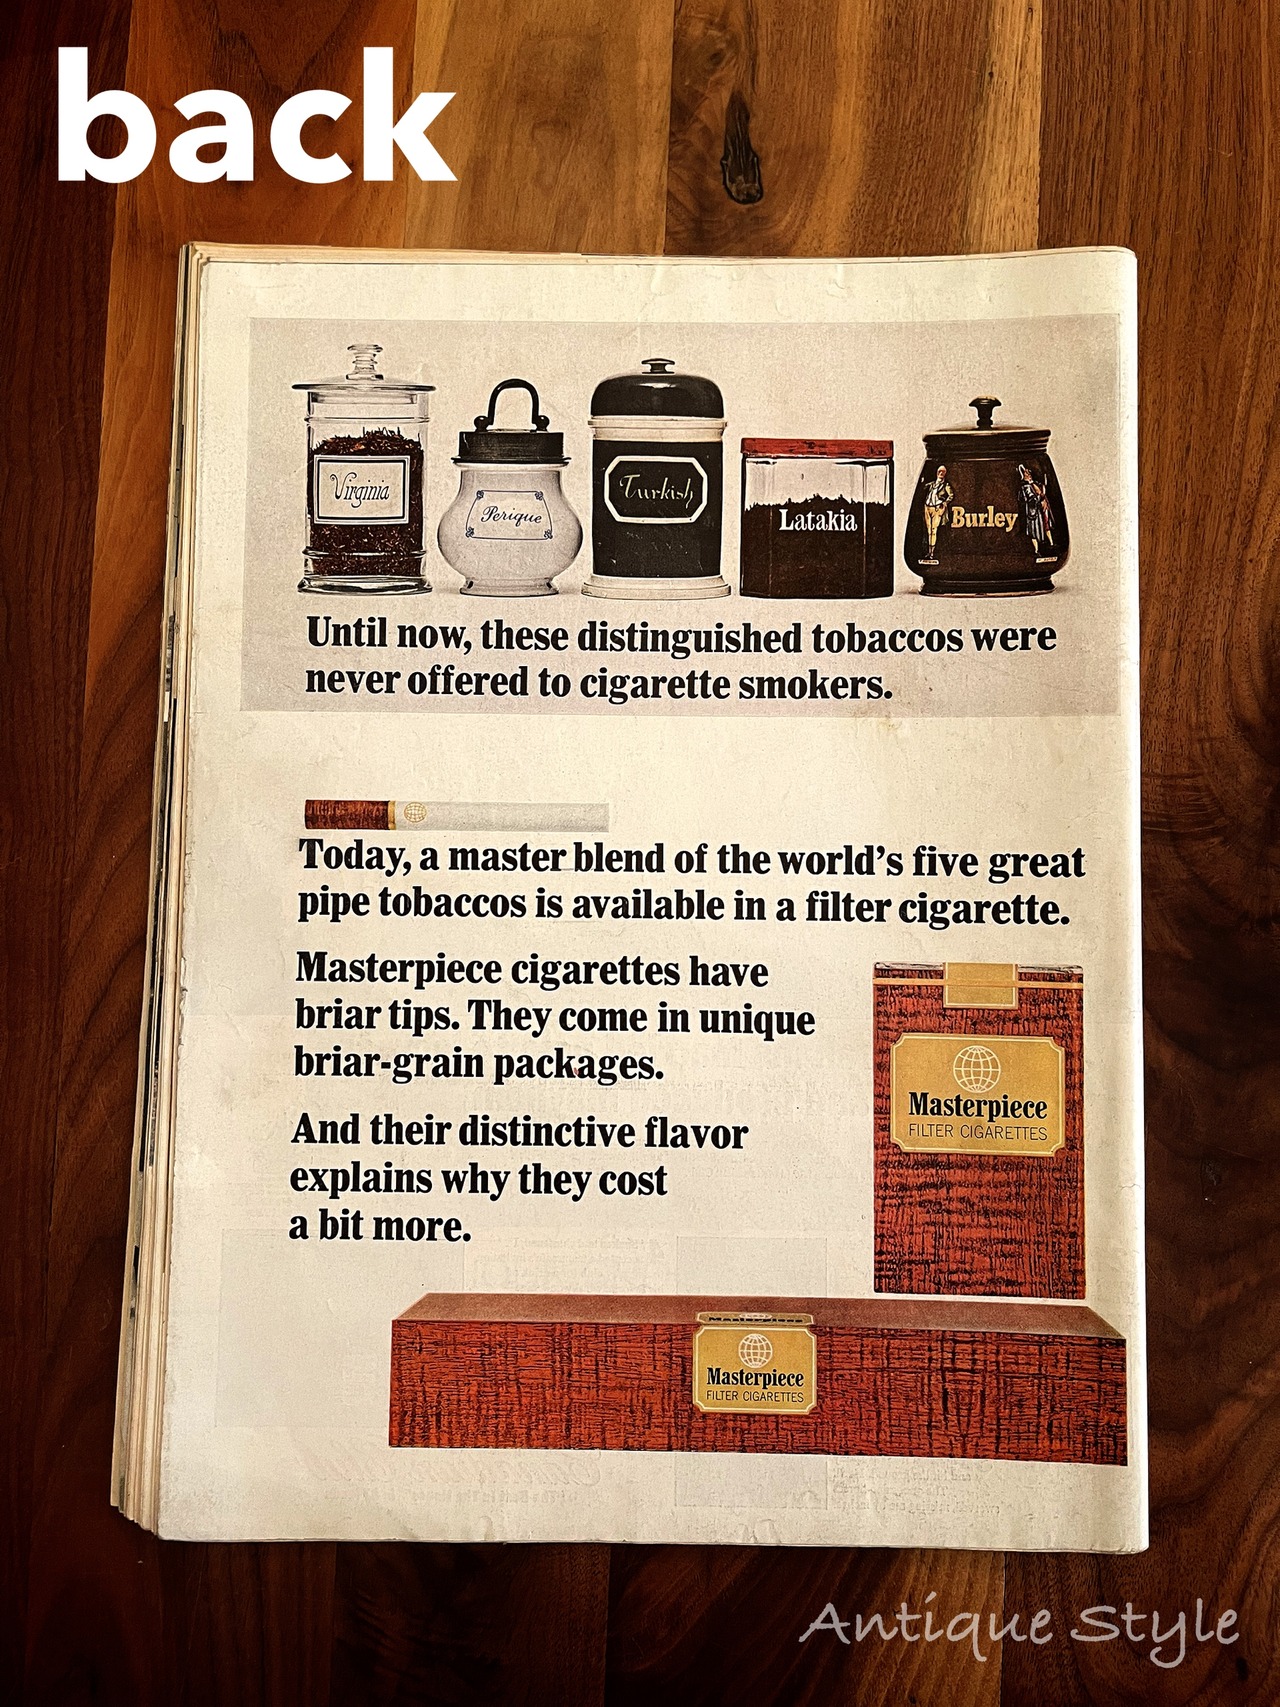 back
Virginia
Perique
Turkish
Latakia
Burley
Until now, these distinguished tobaccos were
never offered to cigarette smokers.
Today, a master blend of the world's five great
pipe tobaccos is available in a filter cigarette.
Masterpiece cigarettes have
briar tips. They come in unique
briar-grain packages.
And their distinctive flavor
explains why they cost
a bit more.
Masterpiece
FILTER CIGARETTES
Masterpiece
Masterpiece
FILTER CIGARETTES
Antique Style